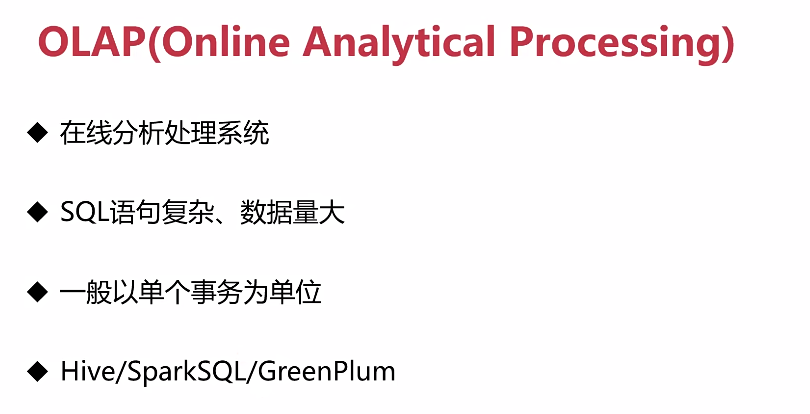 OLAP(Online Analytical Processing)
◆ 在线分析处理系统
◆ SQL语句复杂、数据量大
◆ 一般以单个事务为单位
◆ Hive/SparkSQL/GreenPlum